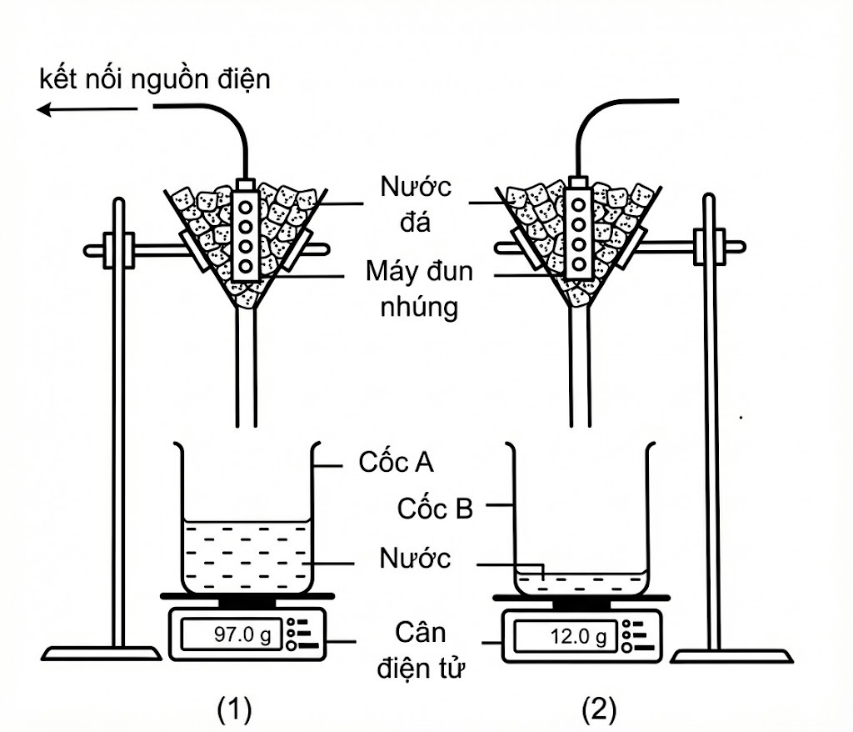 kết nối nguồn điện
Nước
đá
Máy đun
nhúng
Cốc A
Cốc B
Nước
97.0 g
Cân
điện tử
12.0 g
(1)
(2)